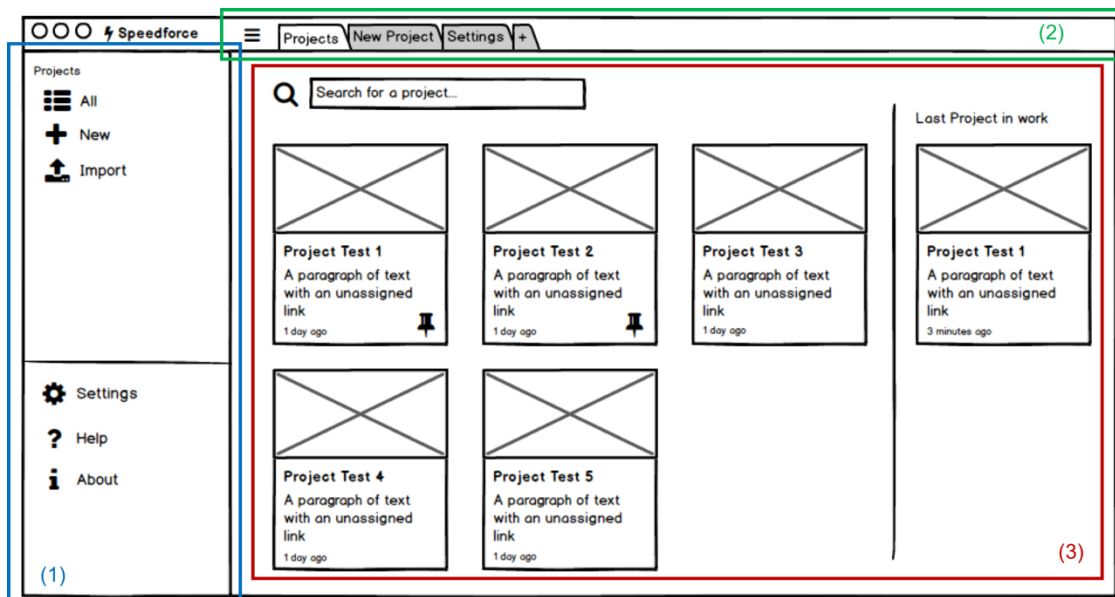 Speedforce
Projects
New Project
Settings
+
(2)
Projects
All
New
Import
Settings
Help
About
(1)
Search for a project...
Last Project in work
Project Test 1
A paragraph of text
with an unassigned
link
1 day ago
Project Test 2
A paragraph of text
with an unassigned
link
1 day ago
Project Test 3
A paragraph of text
with an unassigned
link
1 day ago
Project Test 1
A paragraph of text
with an unassigned
link
3 minutes ago
Project Test 4
A paragraph of text
with an unassigned
link
1 day ago
Project Test 5
A paragraph of text
with an unassigned
link
1 day ago
(3)